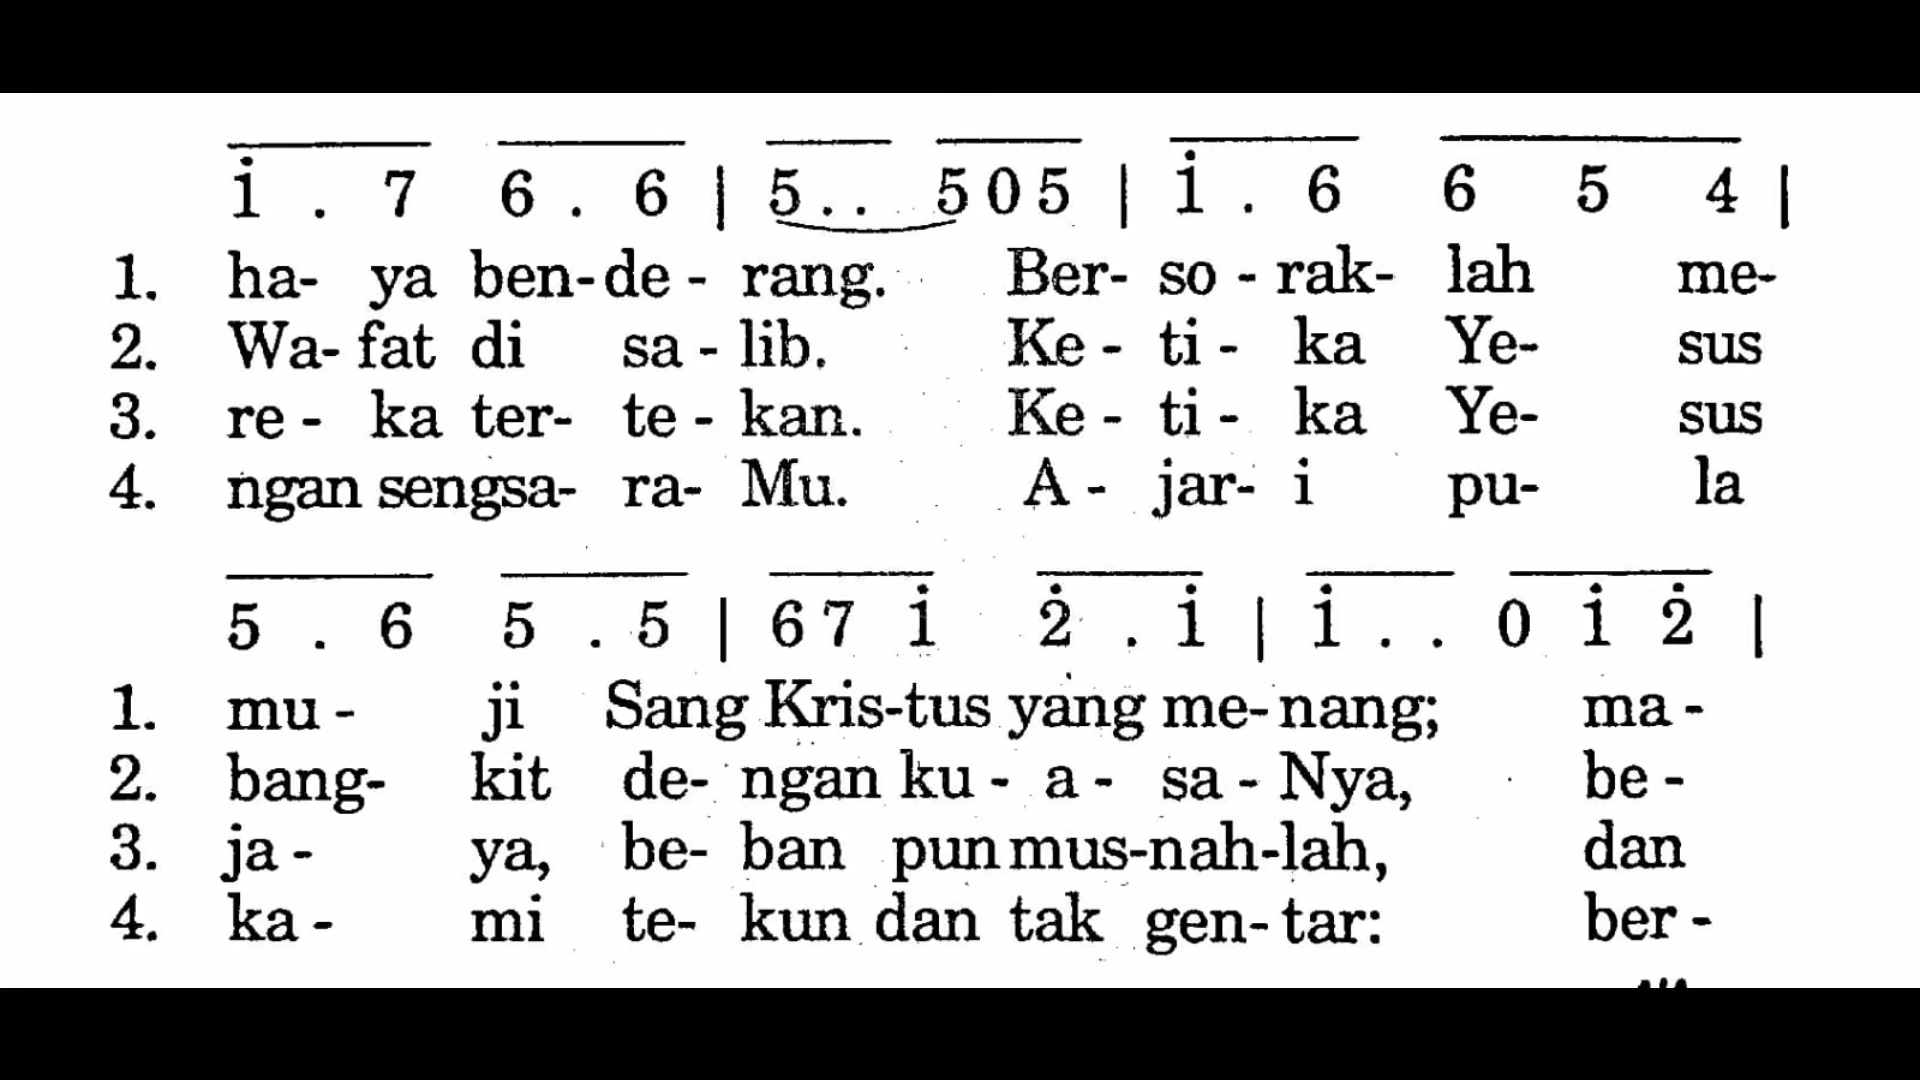 i . 7 6 . 6 | 5 . . 5 0 5 | i . 6 6 5 4 |
1. ha- ya ben-de - rang. Ber- so - rak- lah me-
2. Wa- fat di sa - lib. Ke - ti - ka Ye- sus
3. re - ka ter- te - kan. Ke - ti - ka Ye- sus
4. ngan sengsa- ra- Mu. A - jar- i pu- la
5 . 6 5 . 5 | 6 7 i 2̇ . i | i . . 0 i 2̇ |
1. mu - ji Sang Kris-tus yang me-nang; ma -
2. bang- kit de- ngan ku - a - sa - Nya, be -
3. ja - ya, be- ban pun mus-nah-lah, dan
4. ka - mi te- kun dan tak gen- tar: ber -